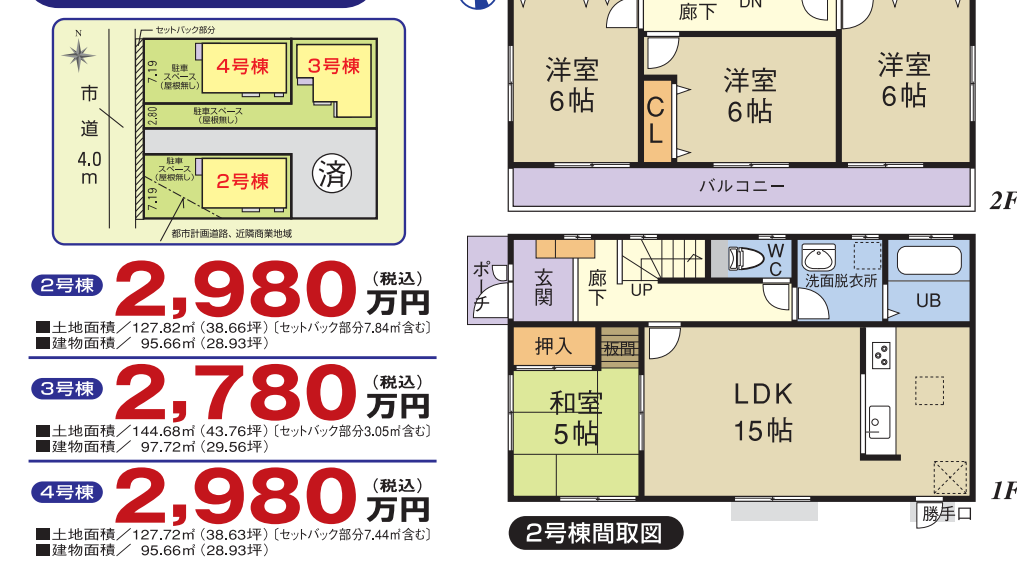 N
セットバック部分
7.19
駐車
スペース
(屋根無し)
4号棟
3号棟
市道 4.0m
2.80
駐車スペース
(屋根無し)
駐車
スペース
(屋根無し)
7.19
2号棟
済
都市計画道路、近隣商業地域
2号棟
2,980万円(税込)
■土地面積／127.82㎡(38.66坪)〔セットバック部分7.84㎡含む〕
■建物面積／ 95.66㎡(28.93坪)
3号棟
2,780万円(税込)
■土地面積／144.68㎡(43.76坪)〔セットバック部分3.05㎡含む〕
■建物面積／ 97.72㎡(29.56坪)
4号棟
2,980万円(税込)
■土地面積／127.72㎡(38.63坪)〔セットバック部分7.44㎡含む〕
■建物面積／ 95.66㎡(28.93坪)
廊下
DN
洋室
6帖
CL
洋室
6帖
洋室
6帖
バルコニー
2F
ポーチ
玄関
廊下
UP
WC
洗面脱衣所
UB
押入
板間
和室
5帖
LDK
15帖
1F
勝手口
2号棟間取図